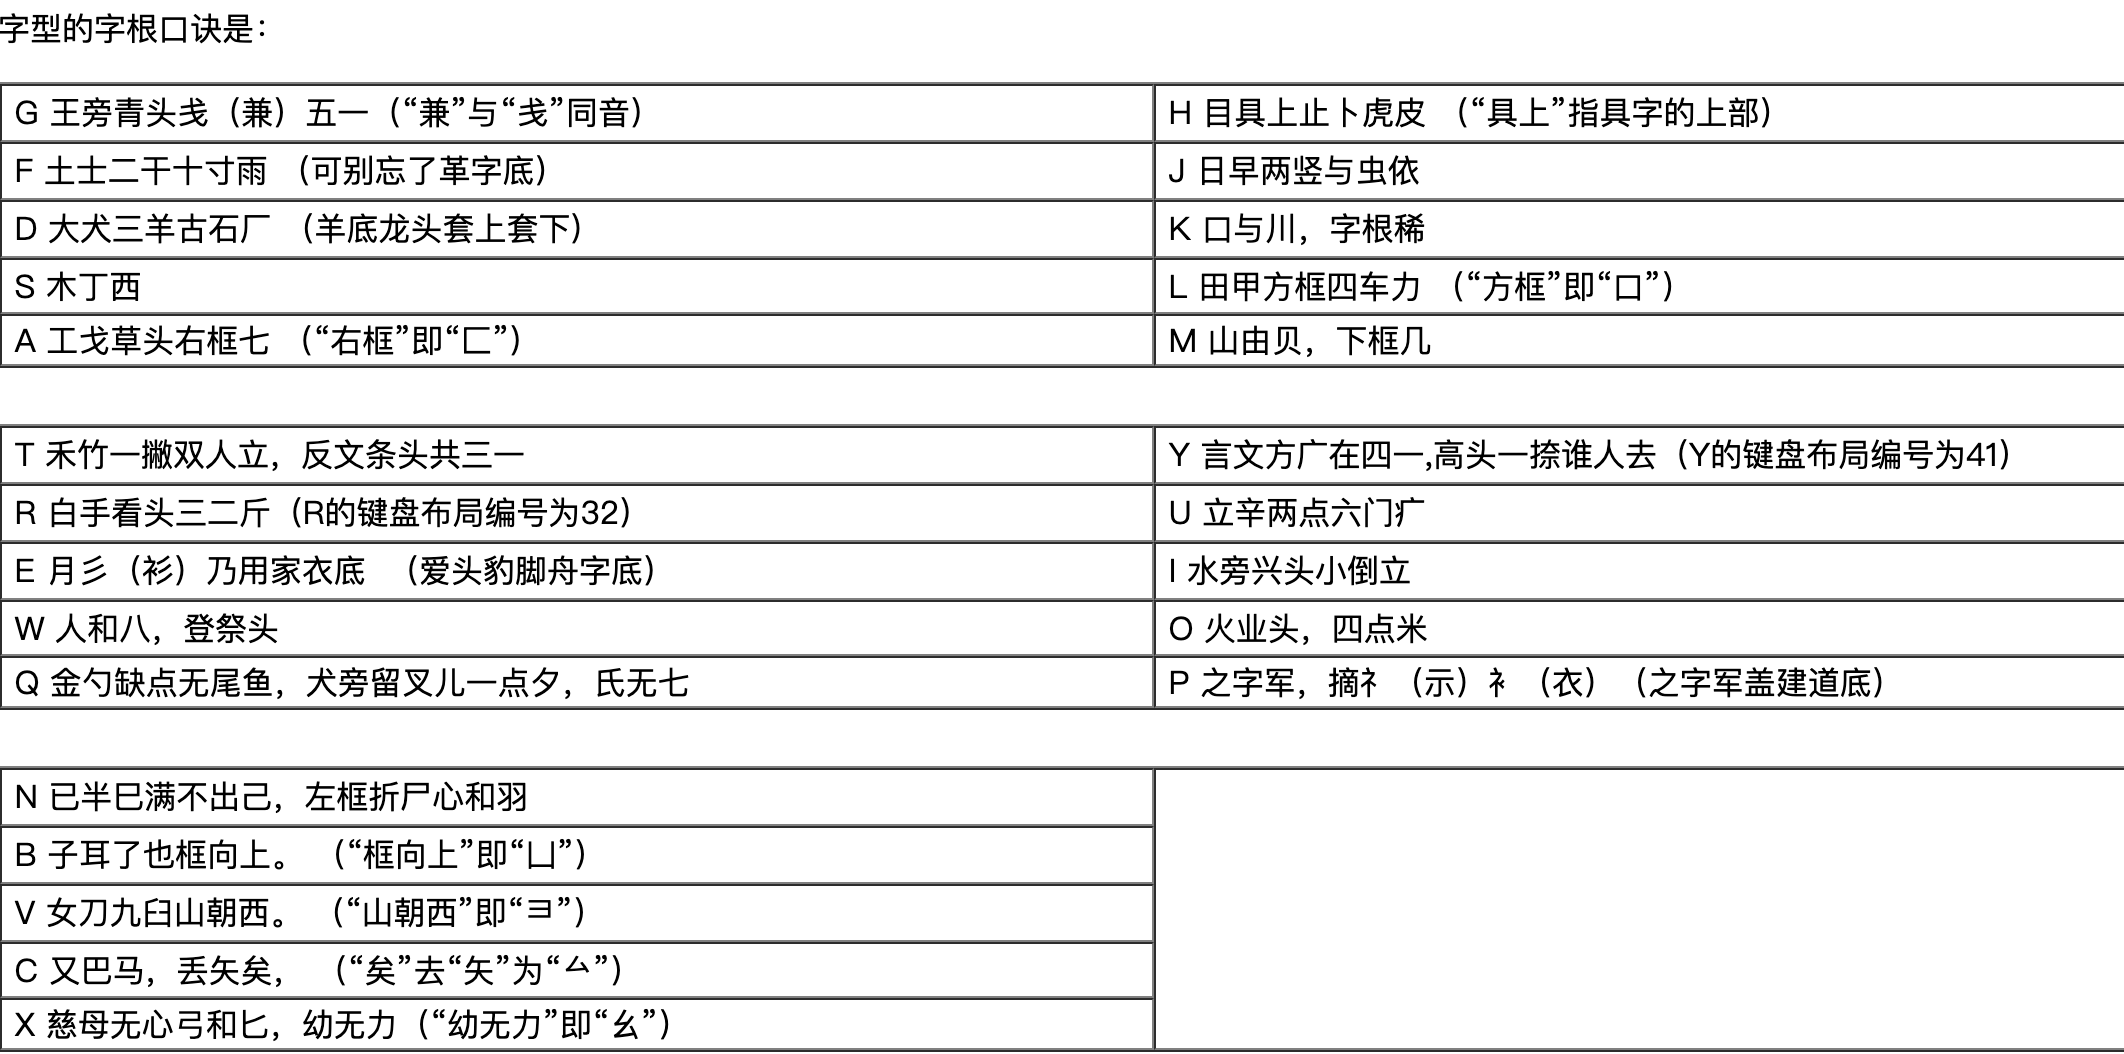 字型的字根口诀是：
G 王旁青头戋（兼）五一（“兼”与“戋”同音）
H 目具上止卜虎皮 （“具上”指具字的上部）
F 土士二干十寸雨 （可别忘了革字底）
J 日早两竖与虫依
D 大犬三羊古石厂 （羊底龙头套上套下）
K 口与川，字根稀
S 木丁西
L 田甲方框四车力 （“方框”即“口”）
A 工戈草头右框七 （“右框”即“匚”）
M 山由贝，下框几
T 禾竹一撇双人立，反文条头共三一
Y 言文方广在四一,高头一捺谁人去（Y的键盘布局编号为41）
R 白手看头三二斤（R的键盘布局编号为32）
U 立辛两点六门疒
E 月彡（衫）乃用家衣底 （爱头豹脚舟字底）
I 水旁兴头小倒立
W 人和八，登祭头
O 火业头，四点米
Q 金勺缺点无尾鱼，犬旁留叉儿一点夕，氏无七
P 之字军，摘礻（示）衤（衣）（之字军盖建道底）
N 已半巳满不出己，左框折尸心和羽
B 子耳了也框向上。 （“框向上”即“凵”）
V 女刀九臼山朝西。 （“山朝西”即“彐”）
C 又巴马，丢矢矣， （“矣”去“矢”为“厶”）
X 慈母无心弓和匕，幼无力（“幼无力”即“幺”）